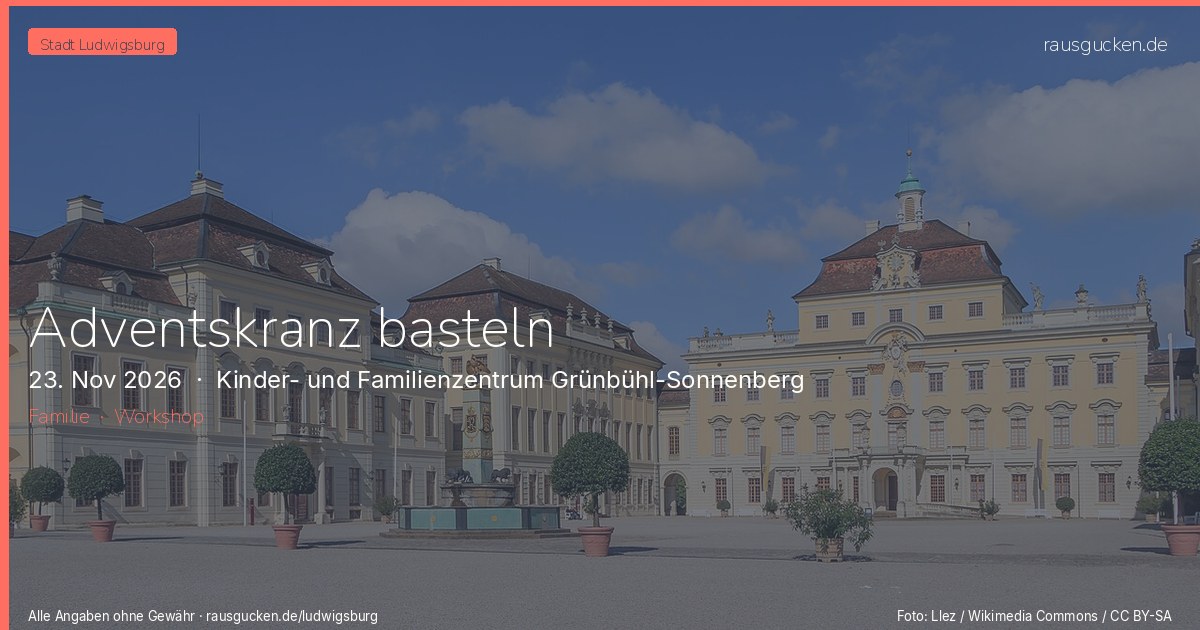 Stadt Ludwigsburg
rausgucken.de
Adventskranz basteln
23. Nov 2026 · Kinder- und Familienzentrum Grünbühl-Sonnenberg
Familie · Workshop
Alle Angaben ohne Gewähr · rausgucken.de/ludwigsburg
Foto: Llez / Wikimedia Commons / CC BY-SA